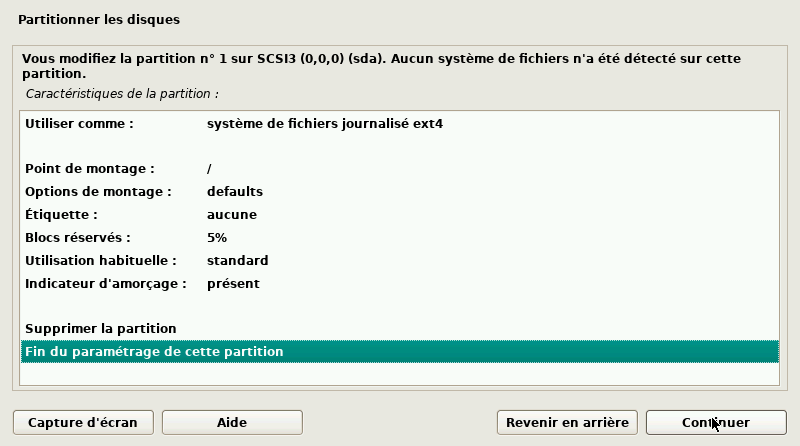 Partitionner les disques
Vous modifiez la partition n° 1 sur SCSI3 (0,0,0) (sda). Aucun système de fichiers n'a été détecté sur cette
partition.
Caractéristiques de la partition :
Utiliser comme : système de fichiers journalisé ext4
Point de montage : /
Options de montage : defaults
Étiquette : aucune
Blocs réservés : 5%
Utilisation habituelle : standard
Indicateur d'amorçage : présent
Supprimer la partition
Fin du paramétrage de cette partition
Capture d'écran Aide Revenir en arrière Continuer